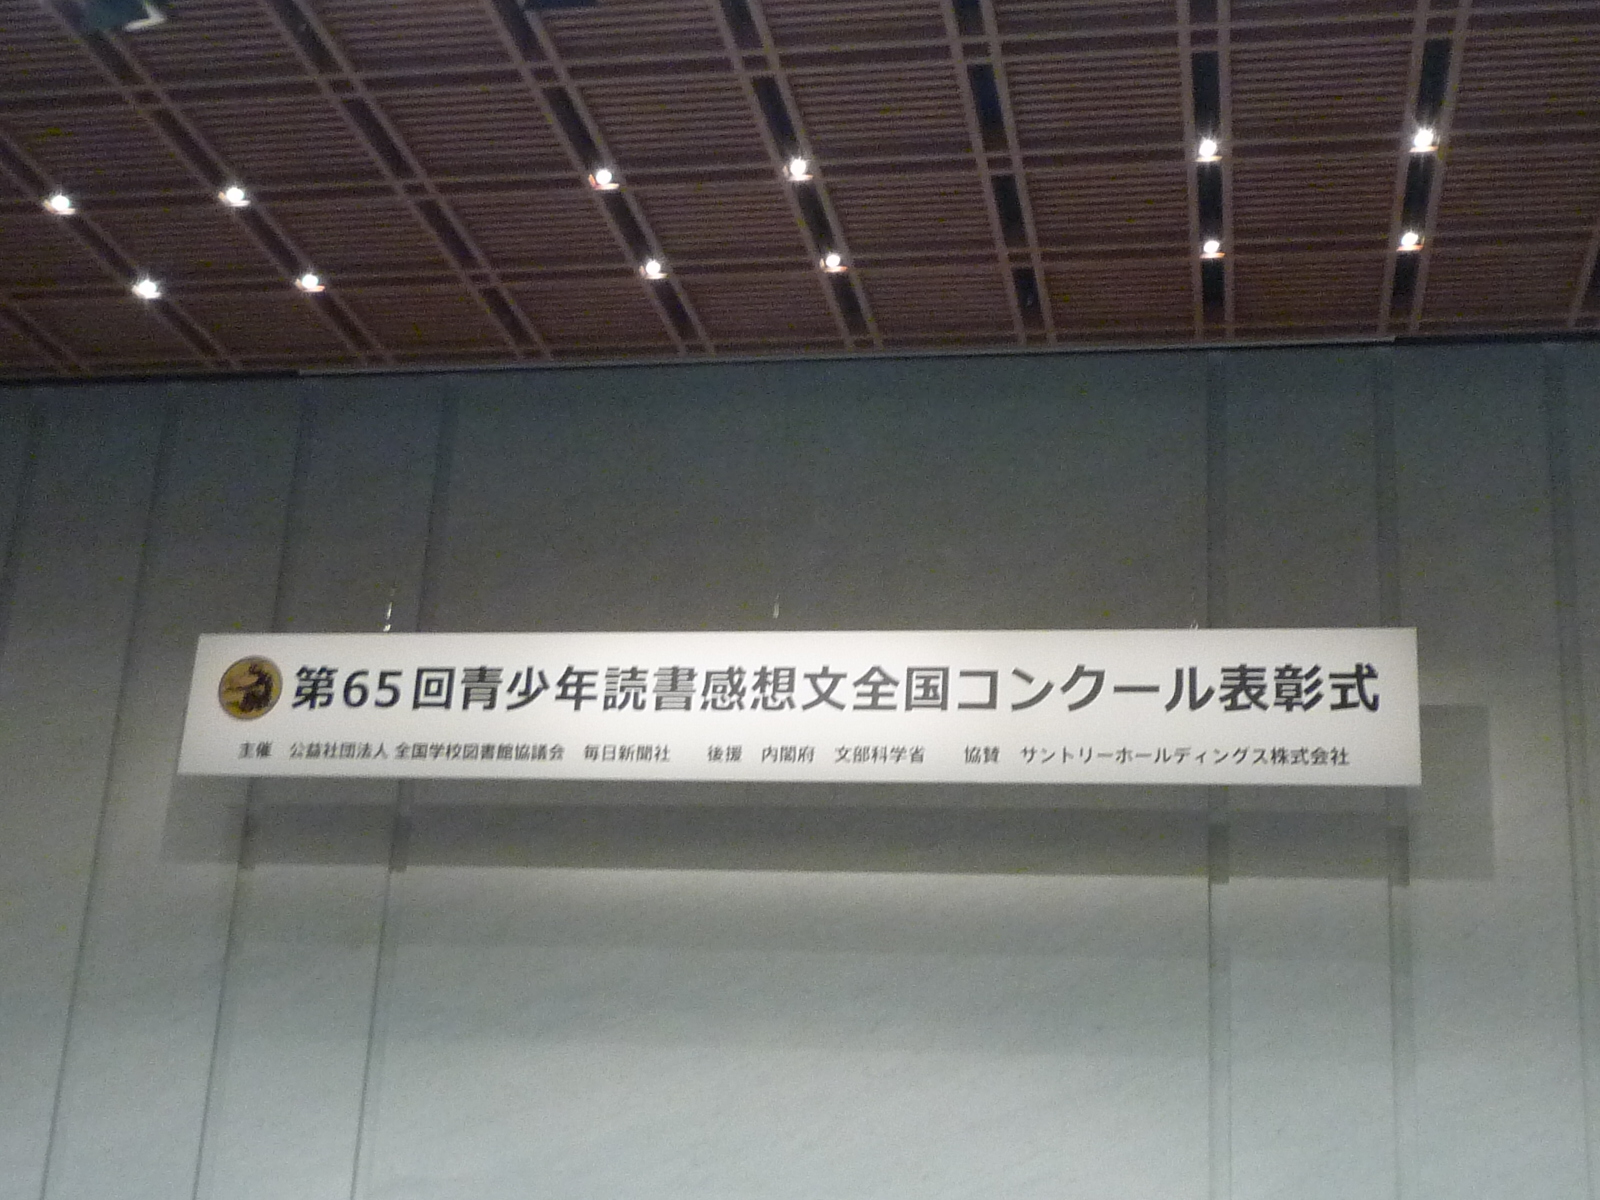 第65回青少年読書感想文全国コンクール表彰式
主催 公益社団法人 全国学校図書館協議会 毎日新聞社 後援 内閣府 文部科学省 協賛 サントリーホールディングス株式会社